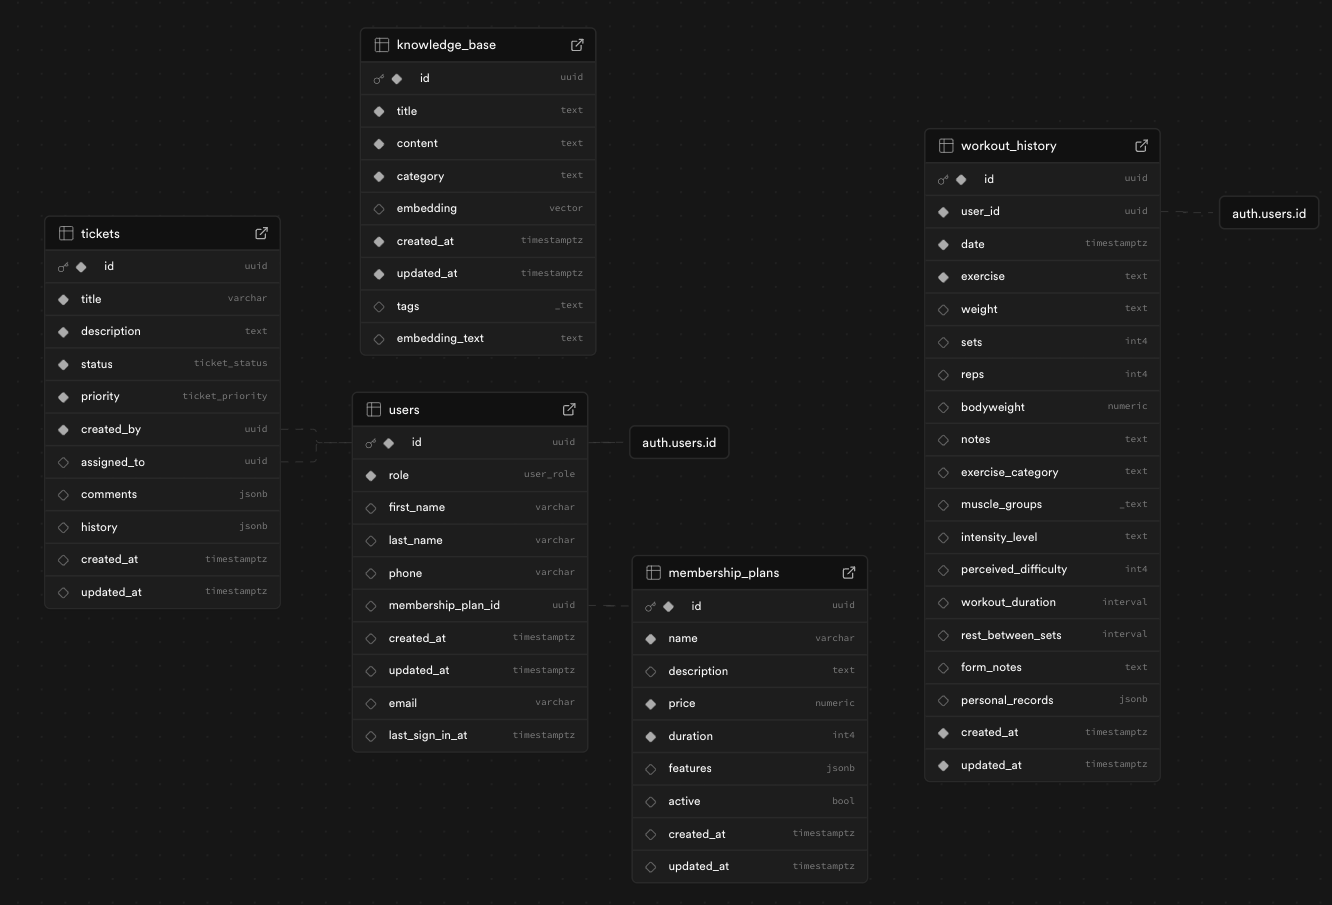 knowledge_base
id uuid
title text
content text
category text
embedding vector
created_at timestamptz
updated_at timestamptz
tags _text
embedding_text text
tickets
id uuid
title varchar
description text
status ticket_status
priority ticket_priority
created_by uuid
assigned_to uuid
comments jsonb
history jsonb
created_at timestamptz
updated_at timestamptz
users
id uuid
role user_role
first_name varchar
last_name varchar
phone varchar
membership_plan_id uuid
created_at timestamptz
updated_at timestamptz
email varchar
last_sign_in_at timestamptz
auth.users.id
membership_plans
id uuid
name varchar
description text
price numeric
duration int4
features jsonb
active bool
created_at timestamptz
updated_at timestamptz
workout_history
id uuid
user_id uuid
date timestamptz
exercise text
weight text
sets int4
reps int4
bodyweight numeric
notes text
exercise_category text
muscle_groups _text
intensity_level text
perceived_difficulty int4
workout_duration interval
rest_between_sets interval
form_notes text
personal_records jsonb
created_at timestamptz
updated_at timestamptz
auth.users.id